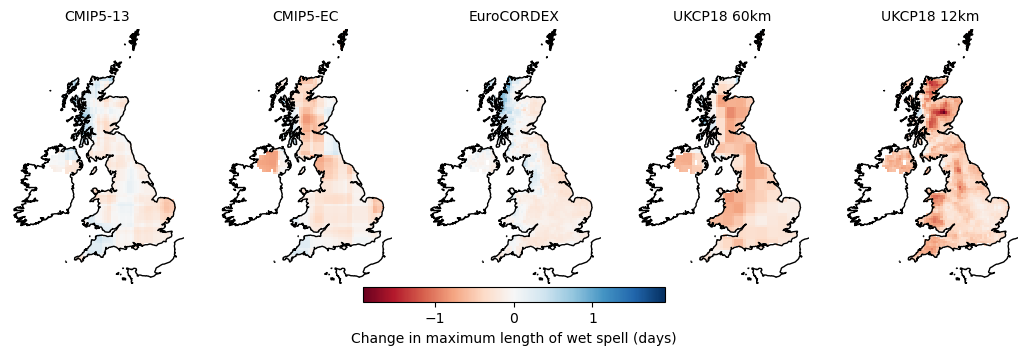 CMIP5-13 CMIP5-EC EuroCORDEX UKCP18 60km UKCP18 12km
−1 0 1
Change in maximum length of wet spell (days)